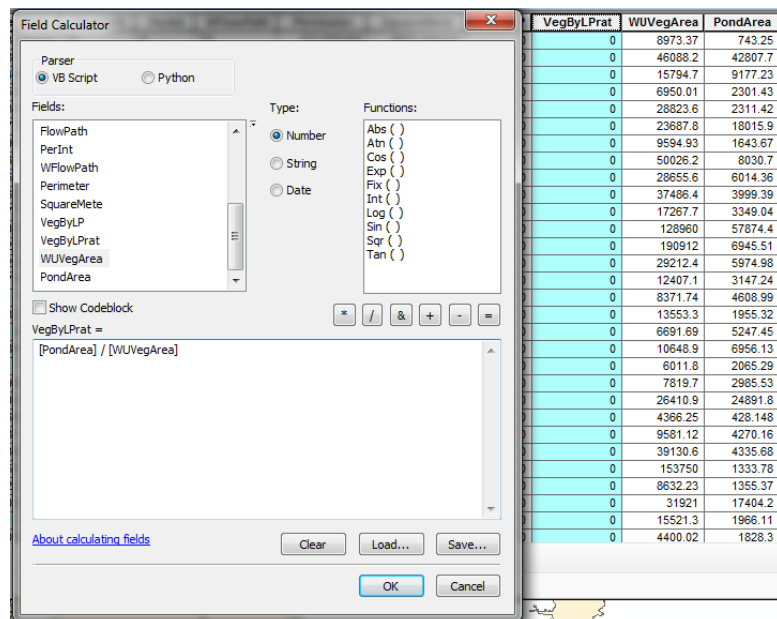 Field Calculator
Parser
VB Script
Python
Fields:
Type:
Functions:
FlowPath
PerInt
WFlowPath
Perimeter
SquareMete
VegByLP
VegByLPrat
WUVegArea
PondArea
Number
String
Date
Abs ( )
Atn ( )
Cos ( )
Exp ( )
Fix ( )
Int ( )
Log ( )
Sin ( )
Sqr ( )
Tan ( )
Show Codeblock
* / & + - =
VegByLPrat =
[PondArea] / [WUVegArea]
About calculating fields
Clear
Load...
Save...
OK
Cancel
VegByLPrat WUVegArea PondArea
0 8973.37 743.25
0 46088.2 42807.7
0 15794.7 9177.23
0 6950.01 2301.43
0 28823.6 2311.42
0 23687.8 18015.9
0 9594.93 1643.67
0 50026.2 8030.7
0 28655.6 6014.36
0 37486.4 3999.39
0 17267.7 3349.04
0 128960 57874.4
0 190912 6945.51
0 29212.4 5974.98
0 12407.1 3147.24
0 8371.74 4608.99
0 13553.3 1955.32
0 6691.69 5247.45
0 10648.9 6956.13
0 6011.8 2065.29
0 7819.7 2985.53
0 26410.9 24891.8
0 4366.25 428.148
0 9581.12 4270.16
0 39130.6 4335.68
0 153750 1333.78
0 8632.23 1355.37
0 31921 17404.2
0 15521.3 1966.11
0 4400.02 1828.3